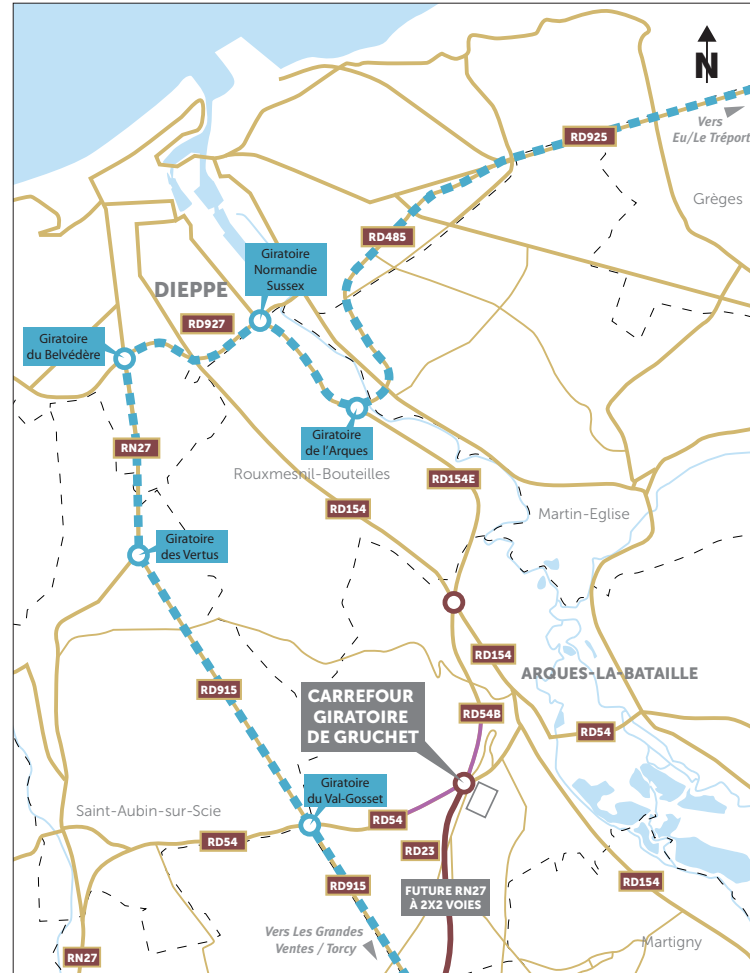 N
Vers
Eu/Le Tréport
RD925
Grèges
RD485
Giratoire
Normandie
Sussex
DIEPPE
RD927
Giratoire
du Belvédère
Giratoire
de l'Arques
RN27
Rouxmesnil-Bouteilles
RD154E
RD154
Martin-Eglise
Giratoire
des Vertus
RD154
ARQUES-LA-BATAILLE
RD915
CARREFOUR
GIRATOIRE
DE GRUCHET
RD54B
RD54
Giratoire
du Val-Gosset
Saint-Aubin-sur-Scie
RD54
RD54
RD23
RD915
FUTURE RN27
À 2X2 VOIES
RD154
Vers Les Grandes
Ventes / Torcy
Martigny
RN27